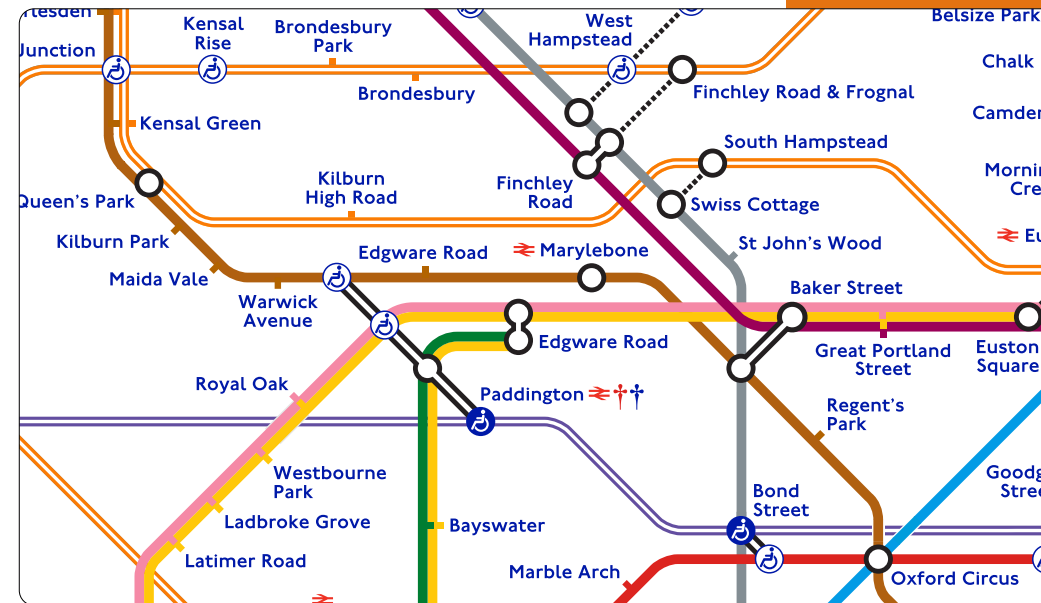 Kensal
Rise
Brondesbury
Park
West
Hampstead
Belsize Park
Junction
Brondesbury
Finchley Road & Frognal
Chalk
Kensal Green
Camden
South Hampstead
Kilburn
High Road
Finchley
Road
Queen's Park
Swiss Cottage
Kilburn Park
Edgware Road
Marylebone
St John's Wood
Maida Vale
Warwick
Avenue
Baker Street
Edgware Road
Great Portland
Street
Euston
Square
Royal Oak
Paddington
Regent's
Park
Westbourne
Park
Bond
Street
Ladbroke Grove
Bayswater
Latimer Road
Marble Arch
Oxford Circus